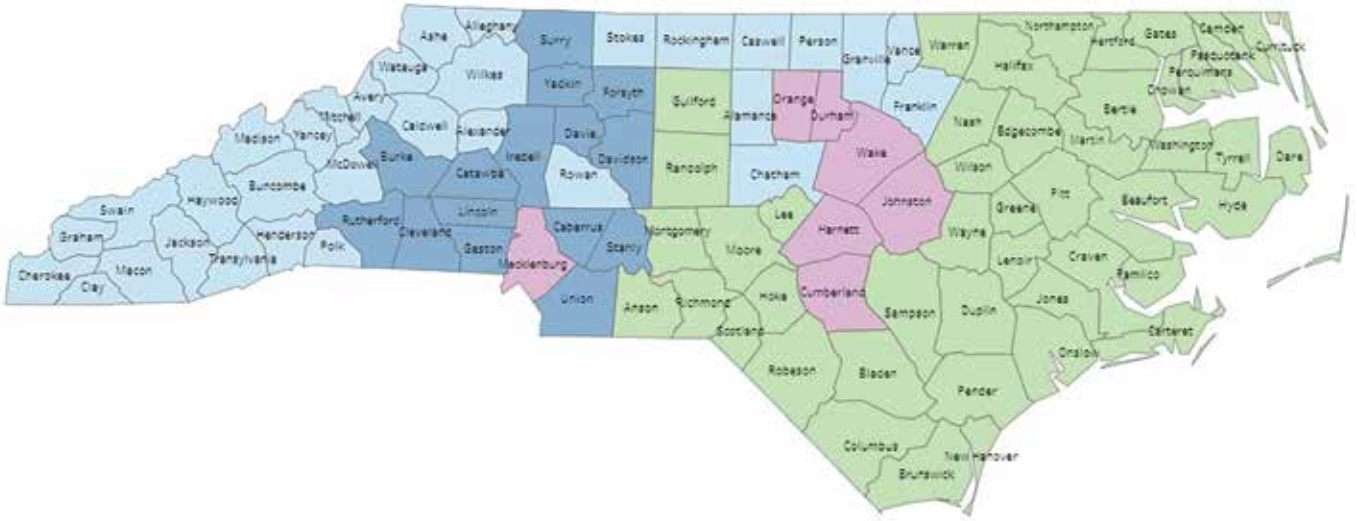 Ashe
Alleghany
Surry
Stokes
Rockingham
Caswell
Person
Granville
Vance
Warren
Northampton
Hertford
Gates
Camden
Currituck
Pasquotank
Perquimans
Chowan
Watauga
Wilkes
Yadkin
Forsyth
Guilford
Alamance
Orange
Durham
Franklin
Halifax
Bertie
Avery
Mitchell
Caldwell
Alexander
Iredell
Davie
Davidson
Randolph
Chatham
Wake
Nash
Edgecombe
Martin
Washington
Tyrrell
Dare
Madison
Yancey
McDowell
Burke
Catawba
Rowan
Wilson
Pitt
Beaufort
Hyde
Buncombe
Haywood
Swain
Graham
Jackson
Henderson
Rutherford
Cleveland
Lincoln
Cabarrus
Stanly
Montgomery
Moore
Lee
Harnett
Johnston
Wayne
Greene
Lenoir
Craven
Pamlico
Cherokee
Clay
Macon
Transylvania
Polk
Gaston
Mecklenburg
Union
Anson
Richmond
Hoke
Scotland
Cumberland
Sampson
Duplin
Jones
Onslow
Carteret
Robeson
Bladen
Pender
Columbus
Brunswick
New Hanover